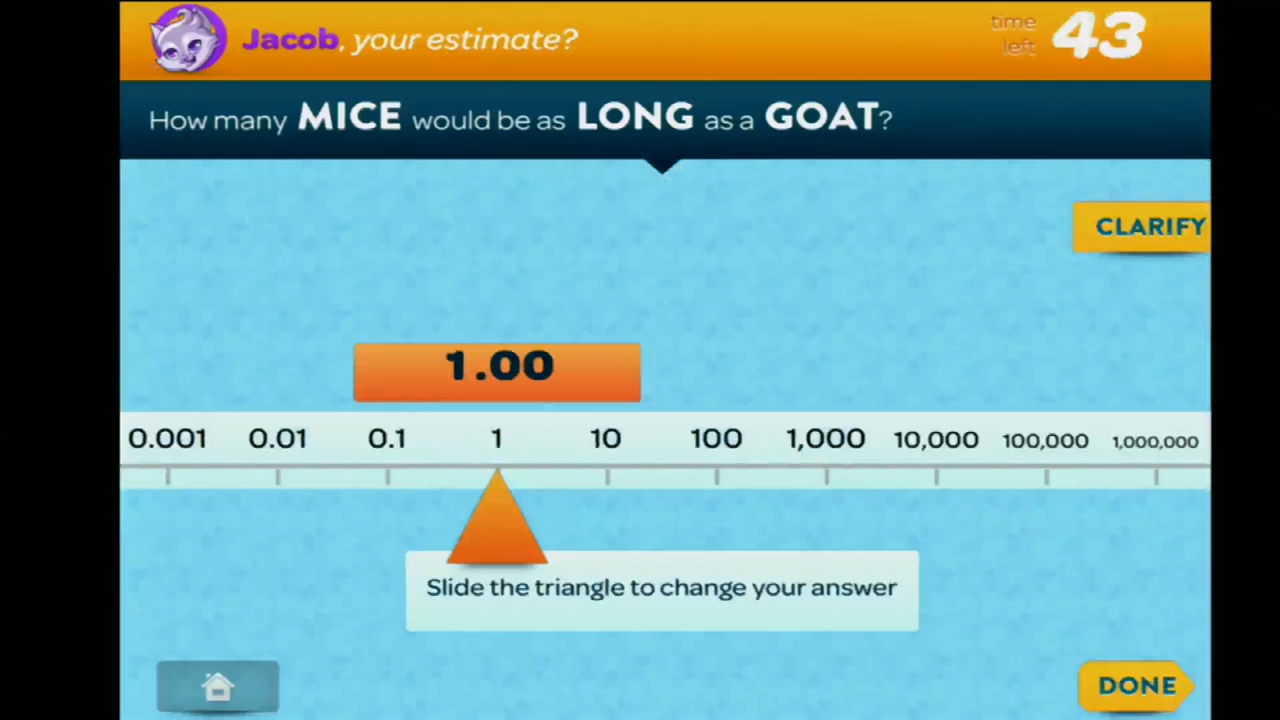 Jacob, your estimate?
time left 43
How many MICE would be as LONG as a GOAT?
CLARIFY
1.00
0.001 0.01 0.1 1 10 100 1,000 10,000 100,000 1,000,000
Slide the triangle to change your answer
DONE